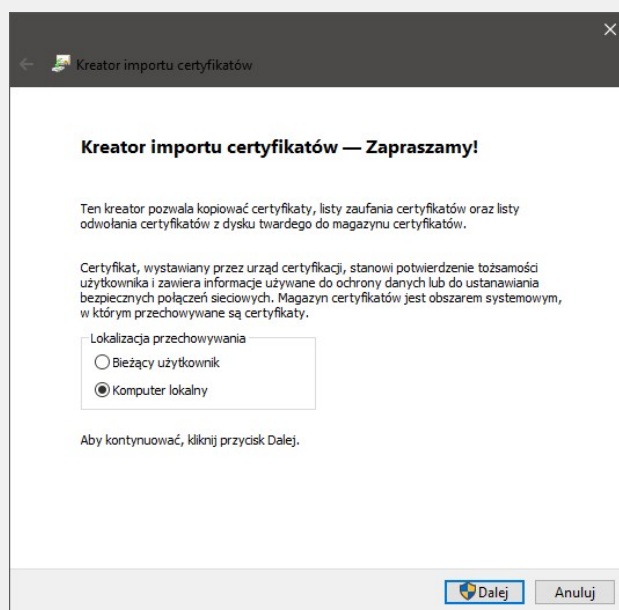 Kreator importu certyfikatów
Kreator importu certyfikatów — Zapraszamy!
Ten kreator pozwala kopiować certyfikaty, listy zaufania certyfikatów oraz listy
odwołania certyfikatów z dysku twardego do magazynu certyfikatów.
Certyfikat, wystawiany przez urząd certyfikacji, stanowi potwierdzenie tożsamości
użytkownika i zawiera informacje używane do ochrony danych lub do ustanawiania
bezpiecznych połączeń sieciowych. Magazyn certyfikatów jest obszarem systemowym,
w którym przechowywane są certyfikaty.
Lokalizacja przechowywania
Bieżący użytkownik
Komputer lokalny
Aby kontynuować, kliknij przycisk Dalej.
Dalej Anuluj